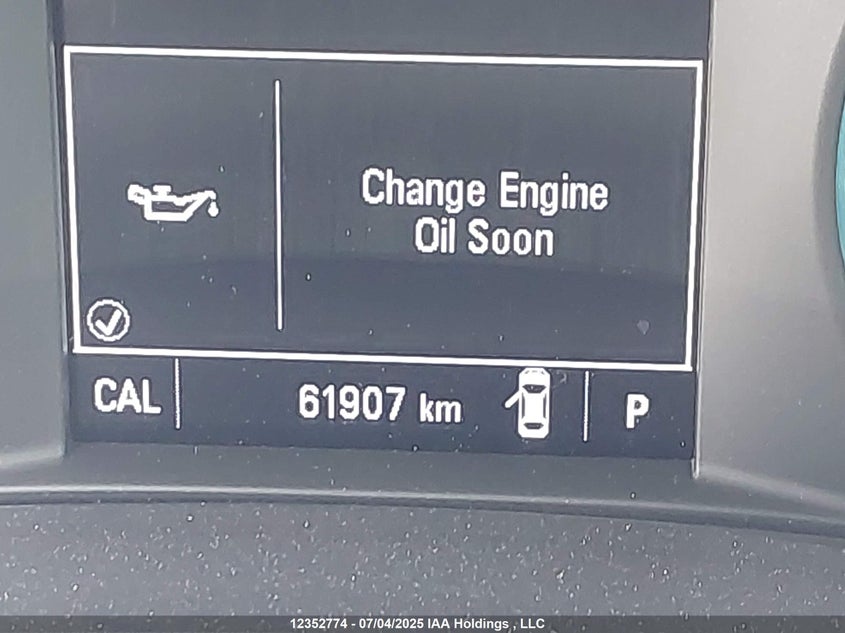 Change Engine
Oil Soon
CAL
61907 km
P
12352774 - 07/04/2025 IAA Holdings , LLC